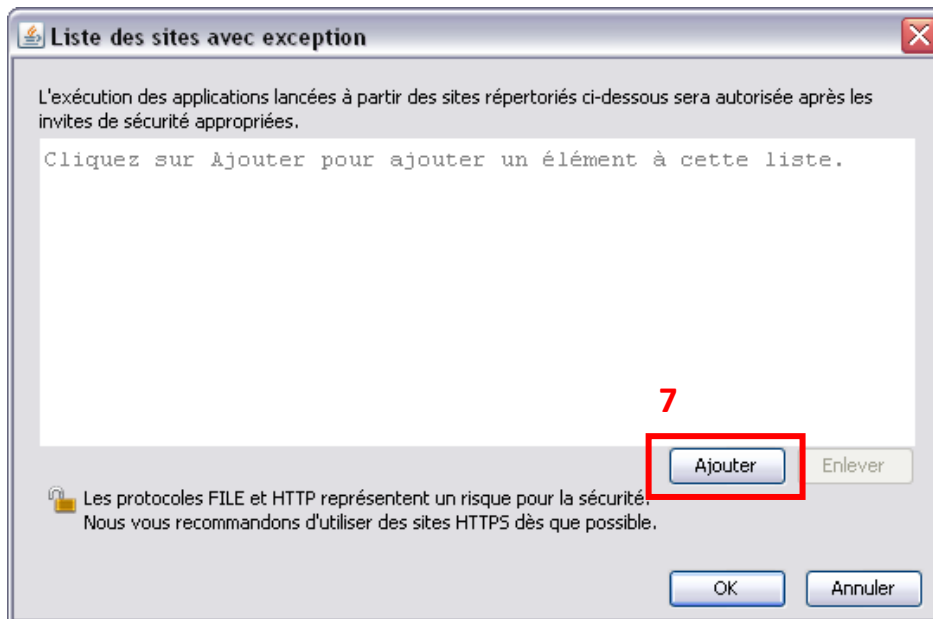 Liste des sites avec exception
L'exécution des applications lancées à partir des sites répertoriés ci-dessous sera autorisée après les
invites de sécurité appropriées.
Cliquez sur Ajouter pour ajouter un élément à cette liste.
7
Ajouter
Enlever
Les protocoles FILE et HTTP représentent un risque pour la sécurité.
Nous vous recommandons d'utiliser des sites HTTPS dès que possible.
OK
Annuler